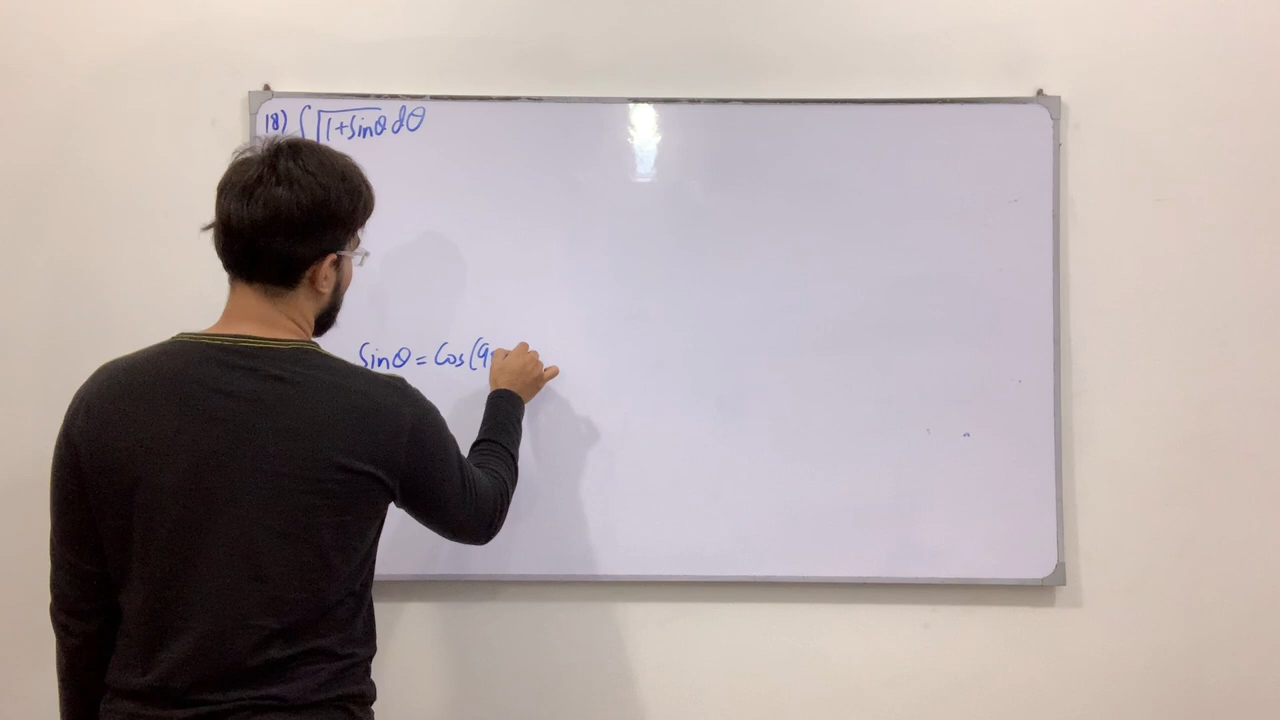 18) ∫√1+Sinθ dθ
Sinθ = Cos(9